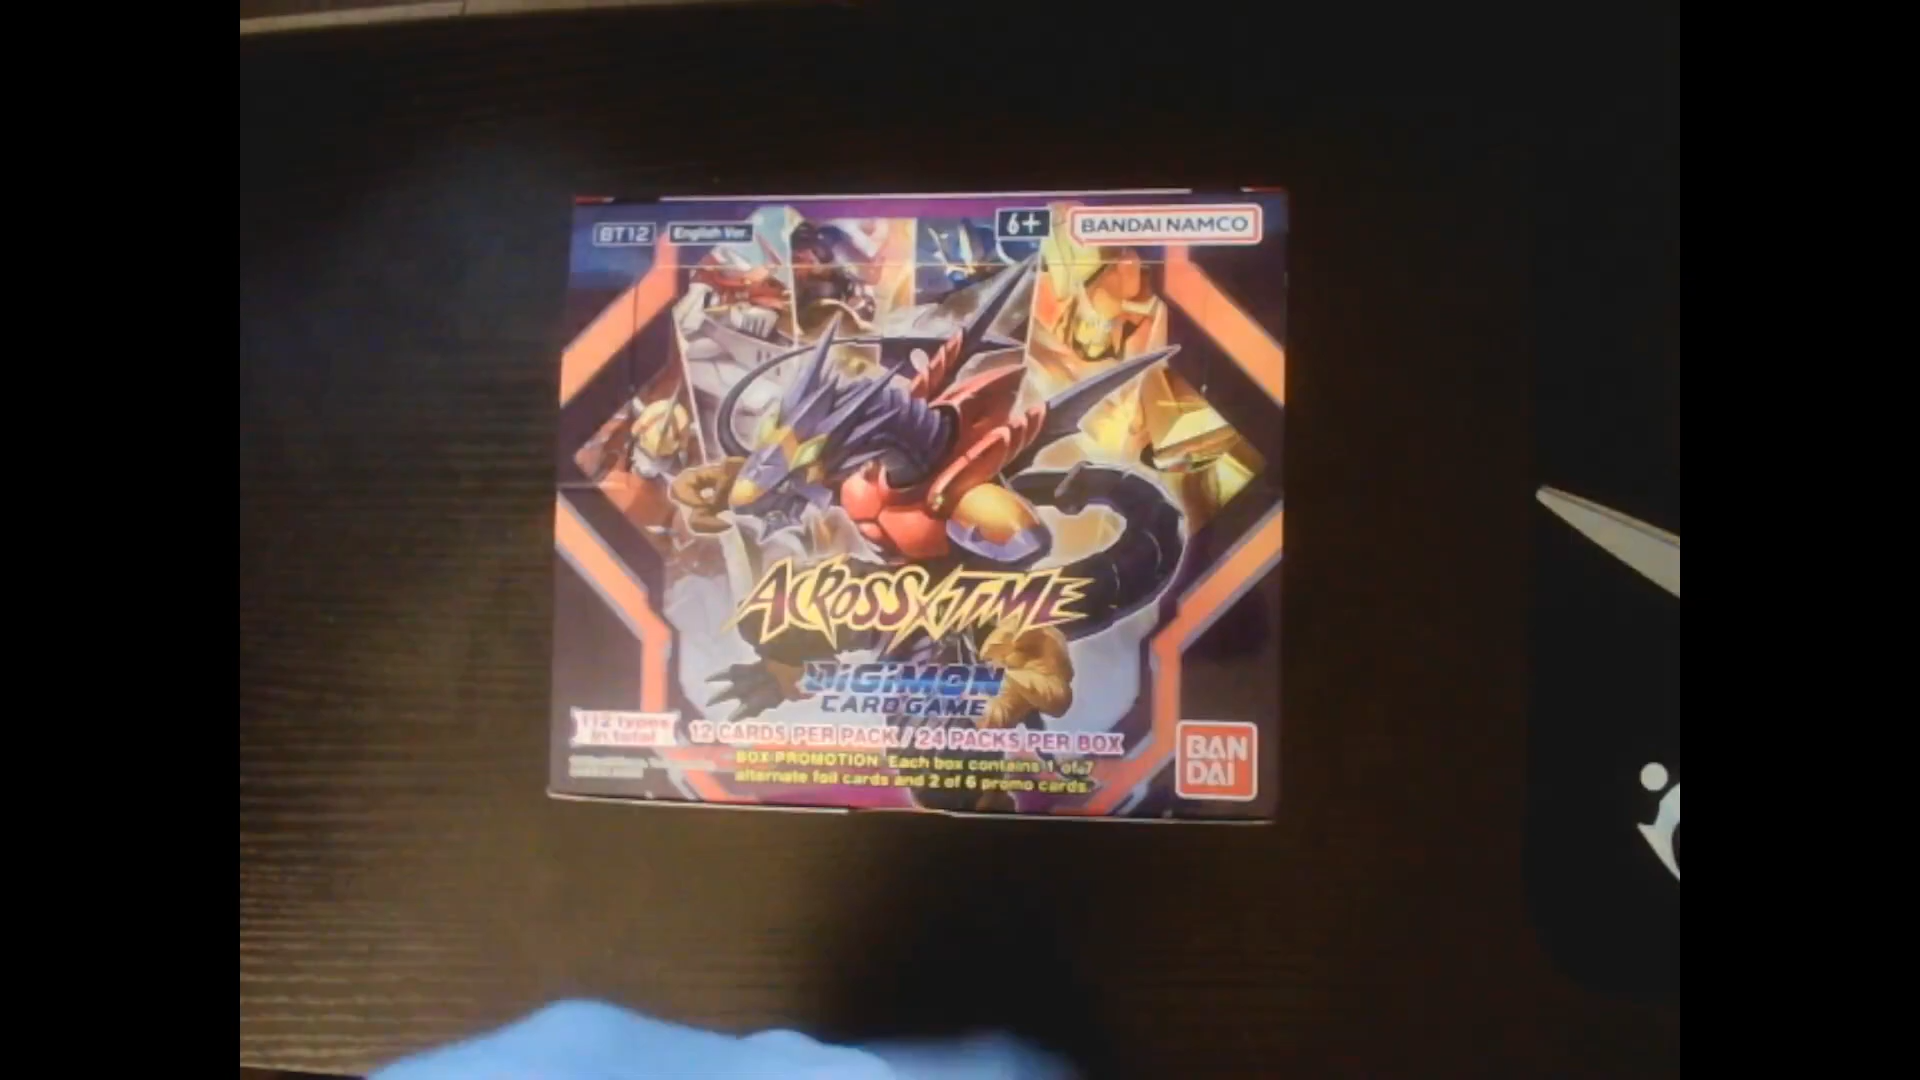 BT12 English Ver. 6+ BANDAI NAMCO
ACROSS X TIME
DIGIMON
CARD GAME
112 types
in total
12 CARDS PER PACK / 24 PACKS PER BOX
BOX PROMOTION Each box contains 1 of 7
alternate foil cards and 2 of 6 promo cards.
BAN
DAI